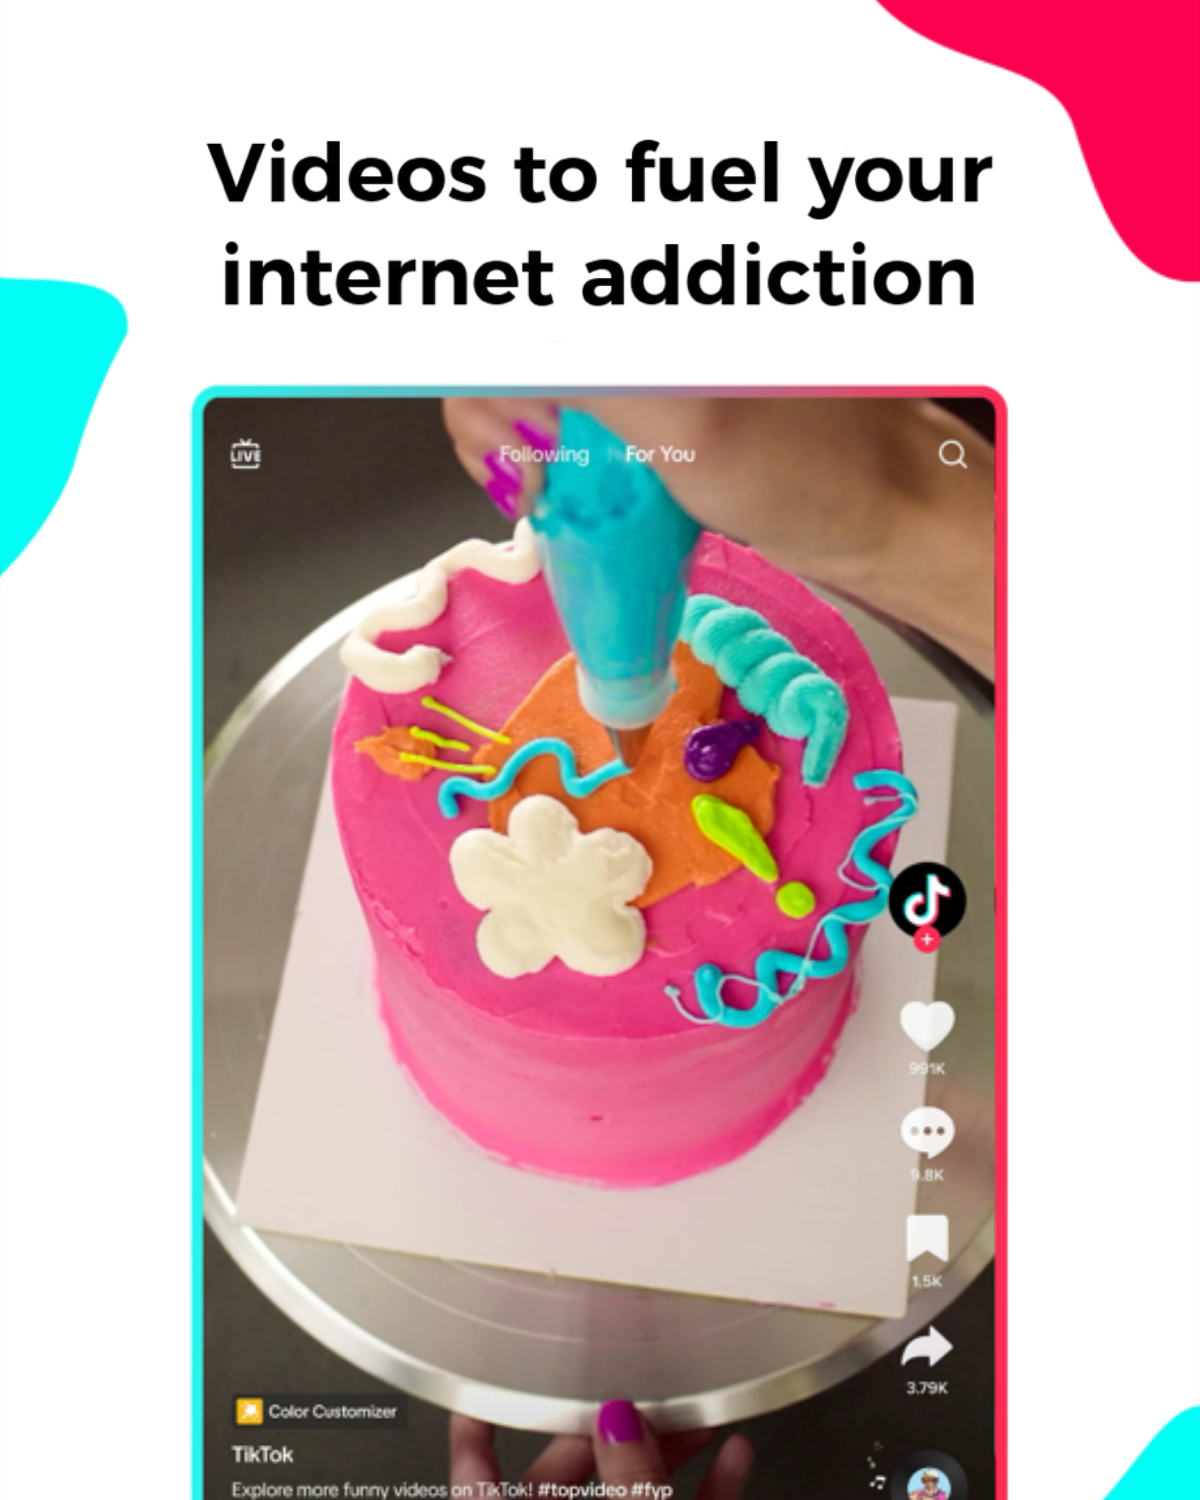 Videos to fuel your
internet addiction
LIVE
Following | For You
991K
9.8K
1.5K
3.79K
Color Customizer
TikTok
Explore more funny videos on TikTok! #topvideo #fyp